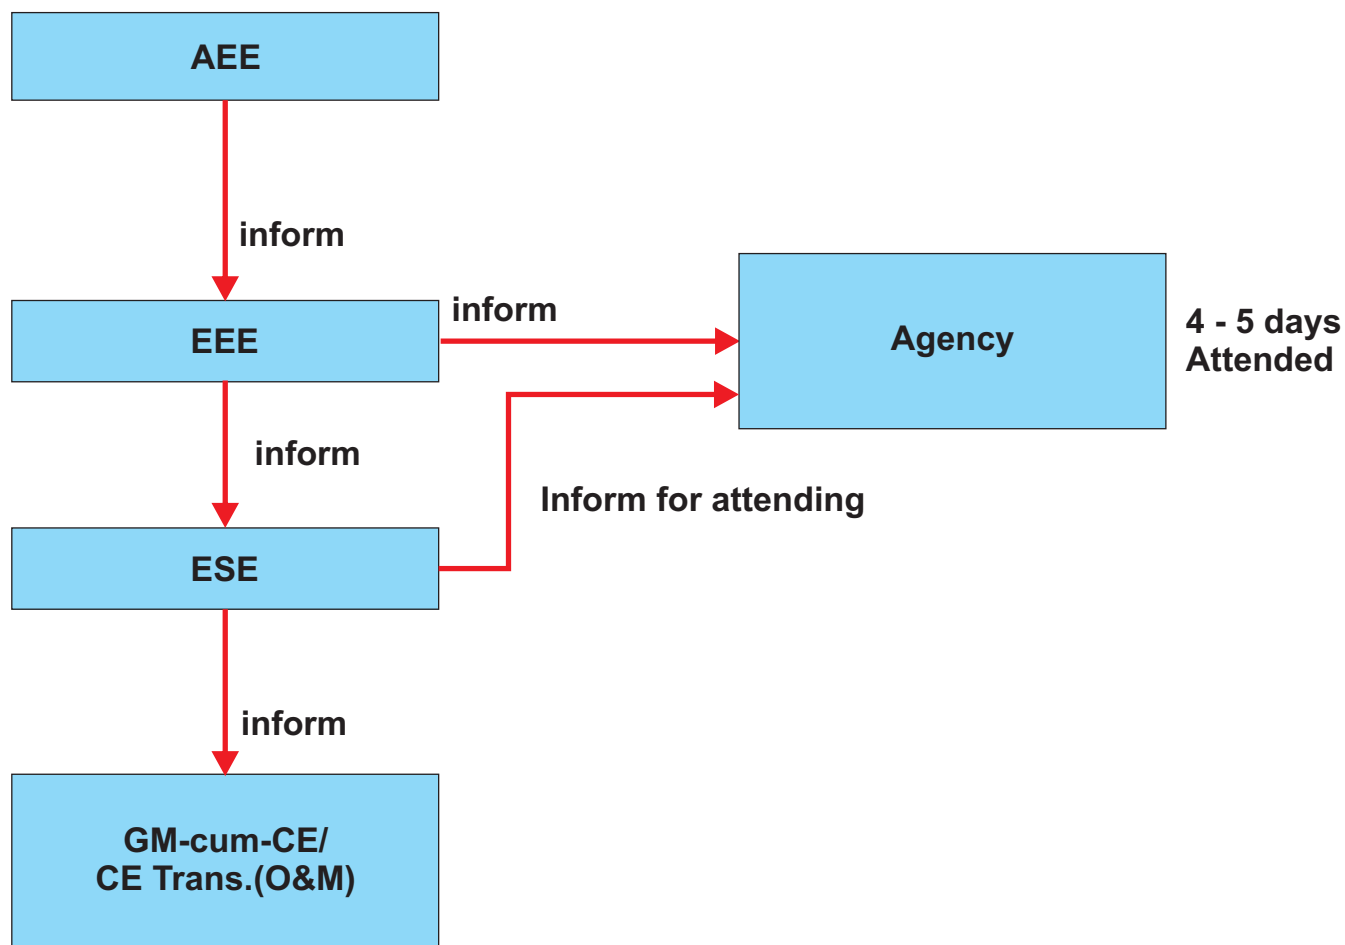 AEE
inform
EEE
inform
Agency
4 - 5 days
Attended
inform
Inform for attending
ESE
inform
GM-cum-CE/
CE Trans.(O&M)